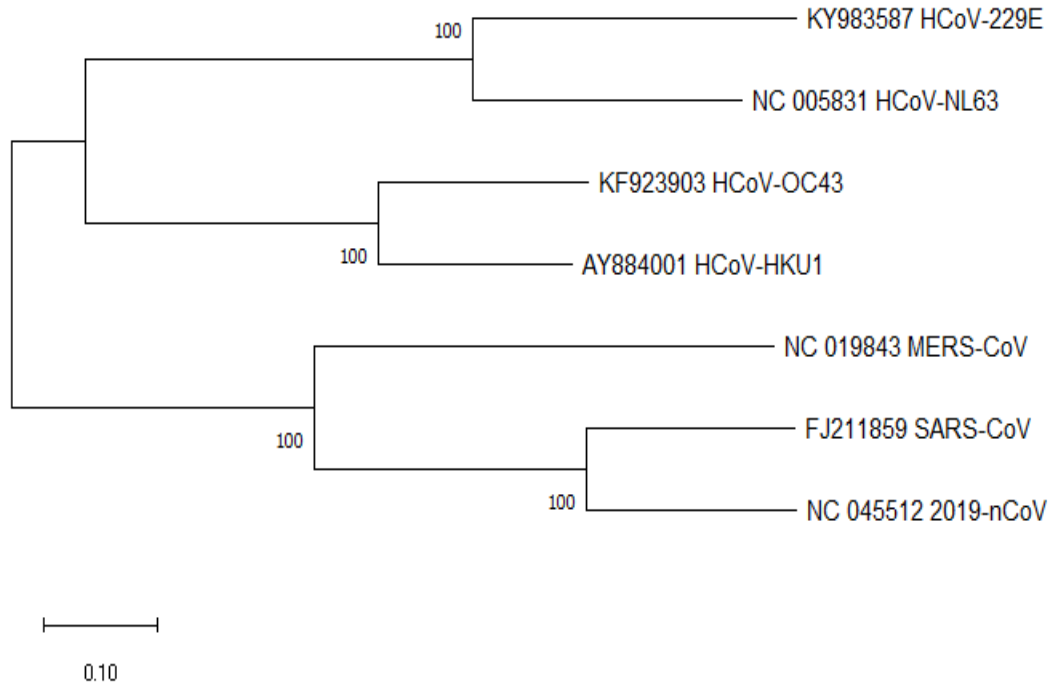 100
KY983587 HCoV-229E
NC 005831 HCoV-NL63
KF923903 HCoV-OC43
100
AY884001 HCoV-HKU1
NC 019843 MERS-CoV
100
FJ211859 SARS-CoV
100
NC 045512 2019-nCoV
0.10